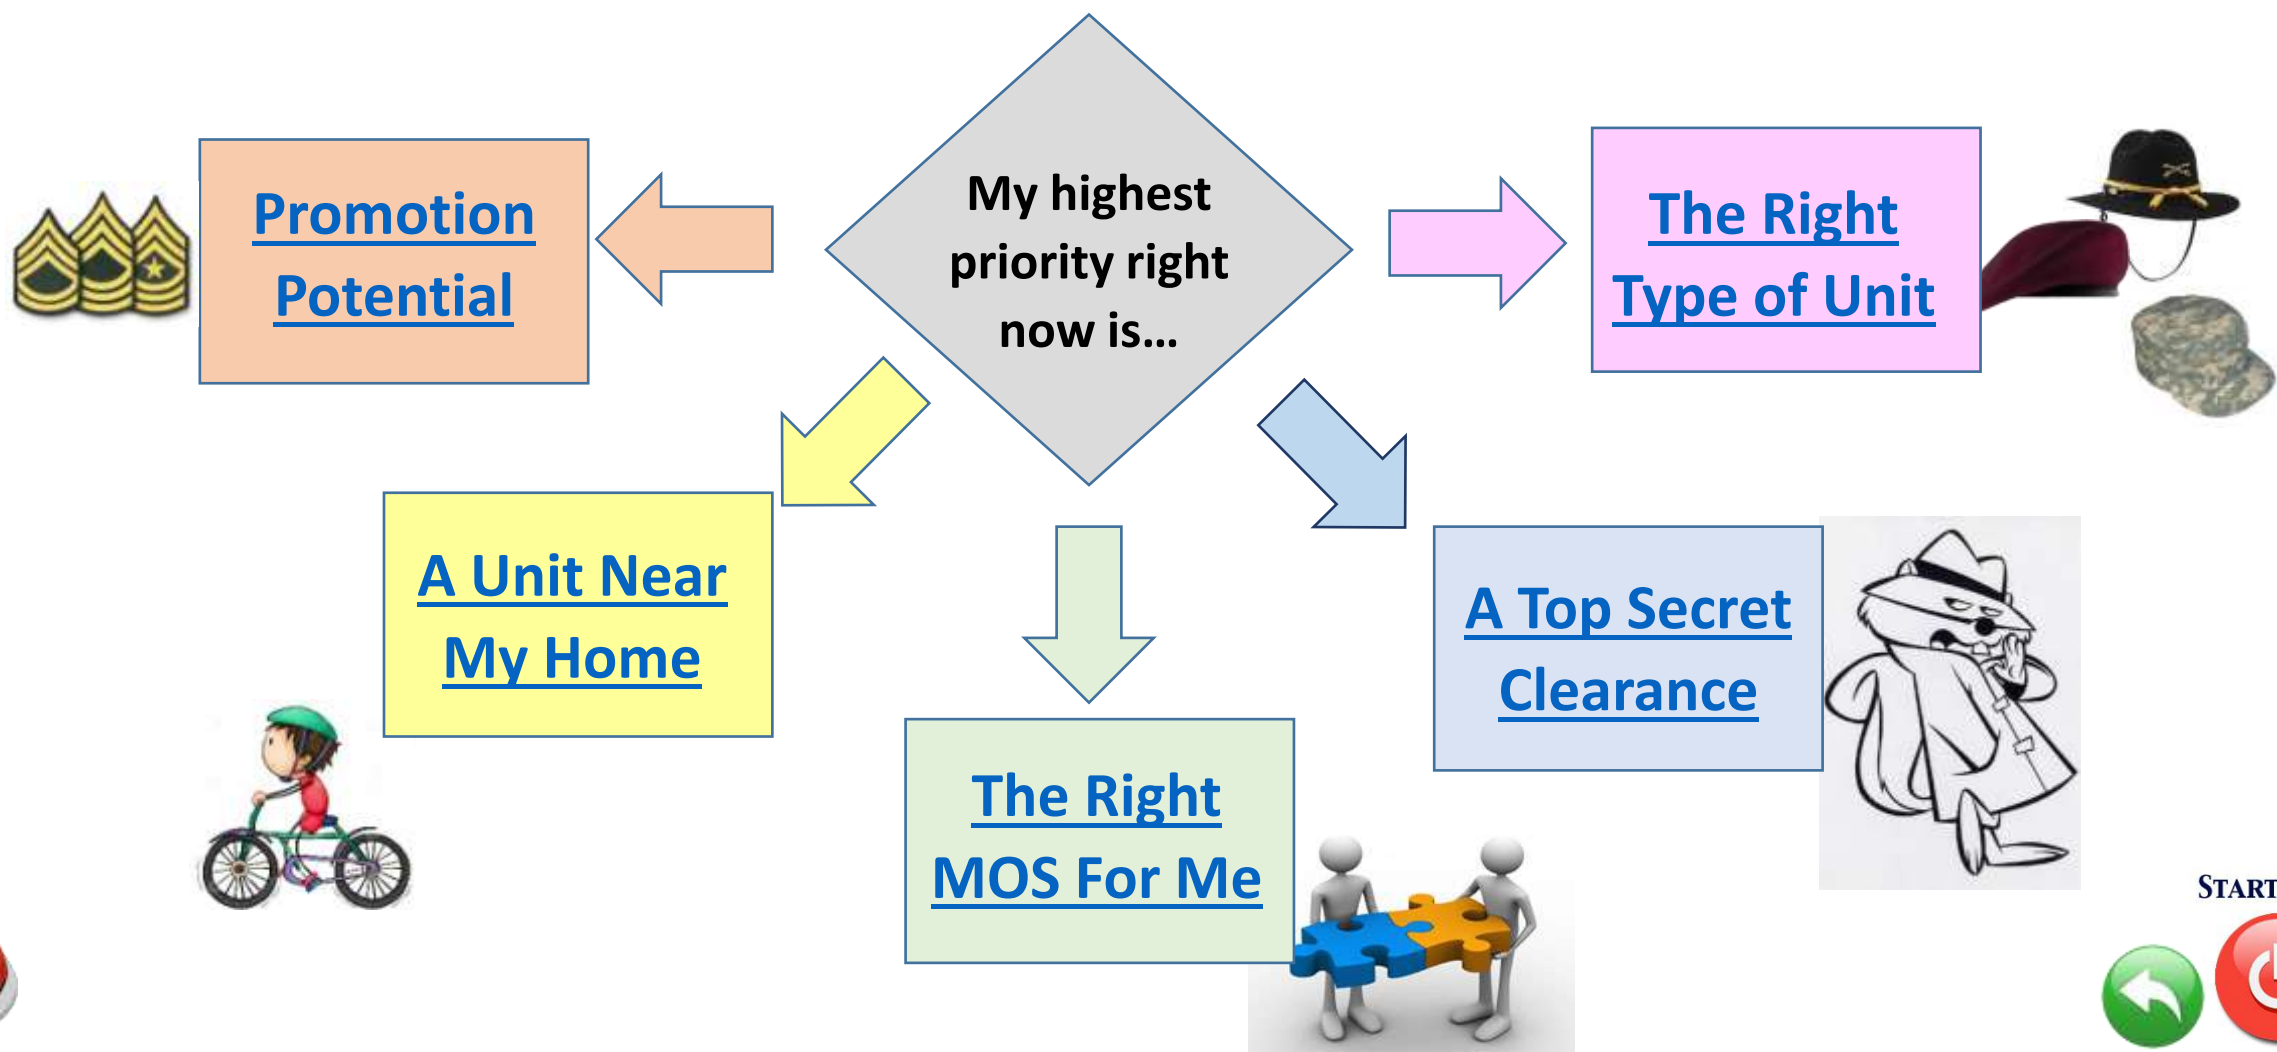 My highest
priority right
now is...
Promotion
Potential
The Right
Type of Unit
A Unit Near
My Home
A Top Secret
Clearance
The Right
MOS For Me
START